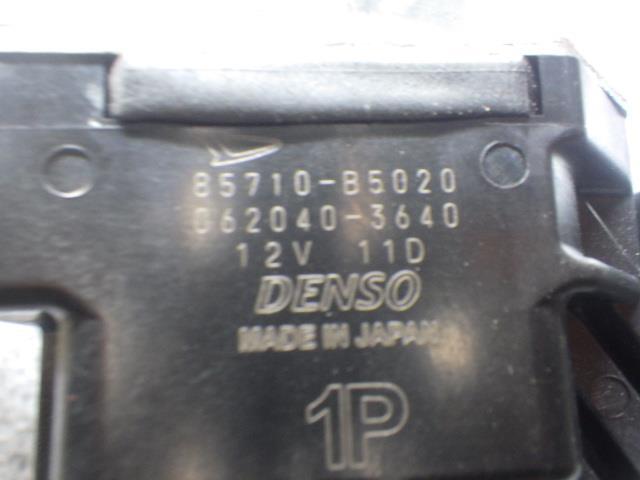 85710-B5020
062040-3640
12V 11D
DENSO
MADE IN JAPAN
1P